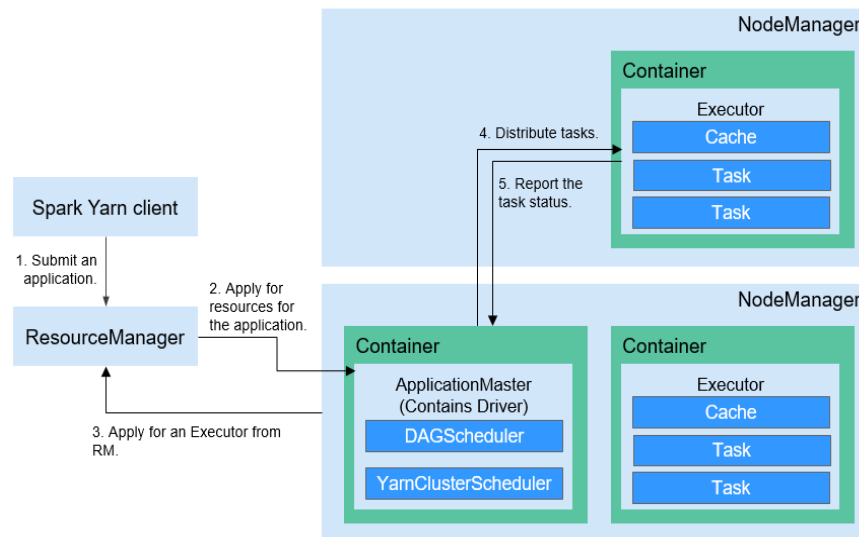 NodeManager
Container
Executor
Cache
Task
Task
4. Distribute tasks.
5. Report the
task status.
Spark Yarn client
1. Submit an
application.
ResourceManager
2. Apply for
resources for
the application.
3. Apply for an Executor from
RM.
NodeManager
Container
ApplicationMaster
(Contains Driver)
DAGScheduler
YarnClusterScheduler
Container
Executor
Cache
Task
Task